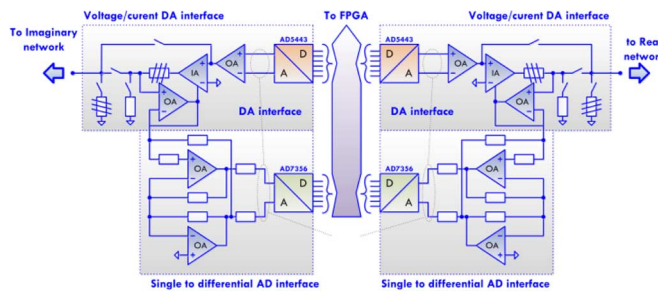 Voltage/curent DA interface
To FPGA
Voltage/curent DA interface
To Imaginary
network
AD5443
AD5443
to Rea
network
D
A
D
A
IA
OA
OA
IA
OA
OA
DA interface
DA interface
AD7356
AD7356
OA
D
A
D
A
OA
OA
OA
Single to differential AD interface
Single to differential AD interface